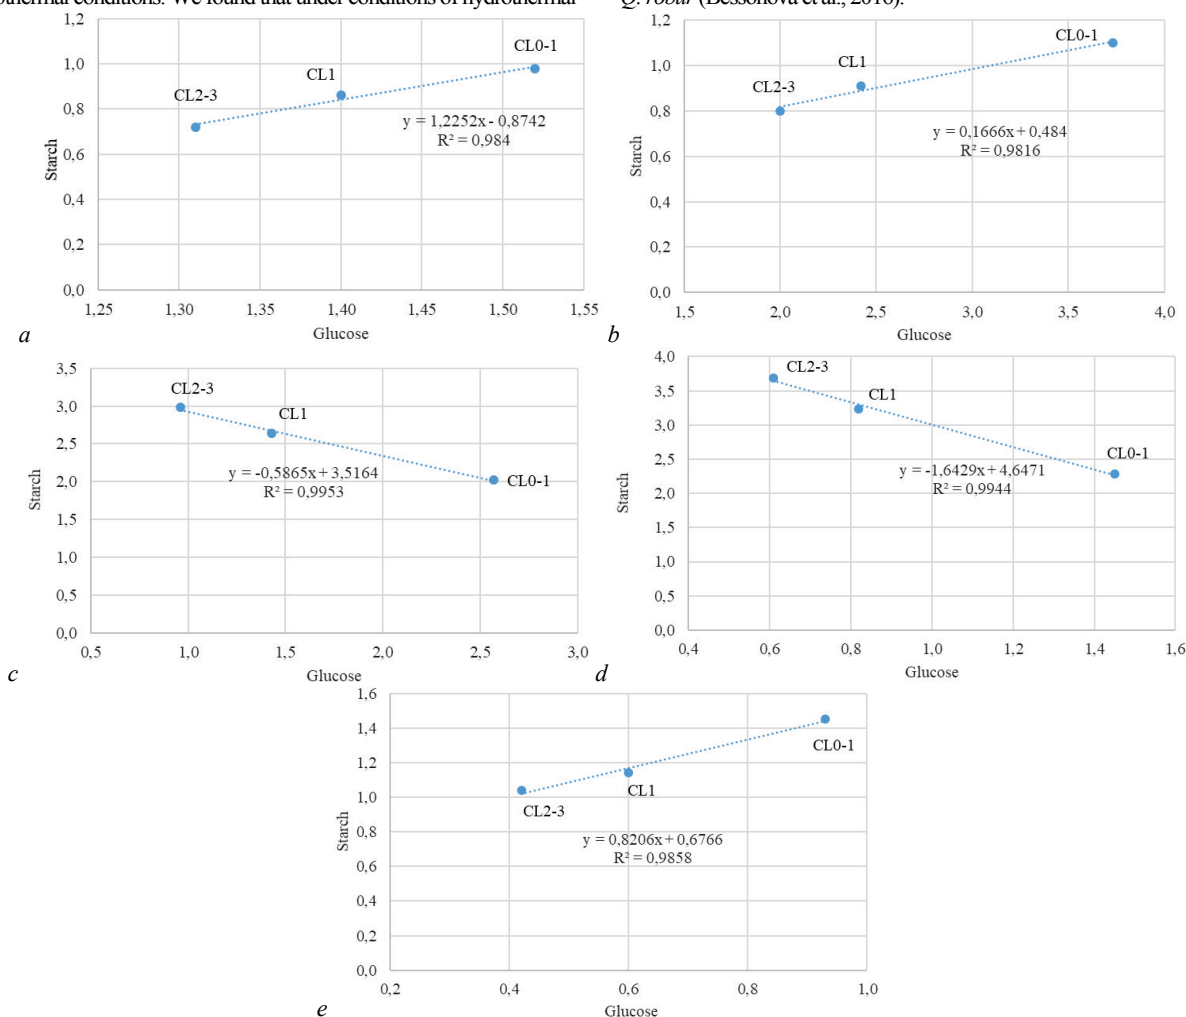 othermal conditions. We found that under conditions of hydrothermal
Q. robur (Bessonova et al., 2016).
1,2
1,0
0,8
0,6
0,4
0,2
0,0
Starch
CL2-3
CL1
CL0-1
y = 1,2252x - 0,8742
R² = 0,984
1,25 1,30 1,35 1,40 1,45 1,50 1,55
Glucose
a
1,2
1,0
0,8
0,6
0,4
0,2
0,0
Starch
CL2-3
CL1
CL0-1
y = 0,1666x + 0,484
R² = 0,9816
1,5 2,0 2,5 3,0 3,5 4,0
Glucose
b
3,5
3,0
2,5
2,0
1,5
1,0
0,5
0,0
Starch
CL2-3
CL1
CL0-1
y = -0,5865x + 3,5164
R² = 0,9953
0,5 1,0 1,5 2,0 2,5 3,0
Glucose
c
4,0
3,5
3,0
2,5
2,0
1,5
1,0
0,5
0,0
Starch
CL2-3
CL1
CL0-1
y = -1,6429x + 4,6471
R² = 0,9944
0,4 0,6 0,8 1,0 1,2 1,4 1,6
Glucose
d
1,6
1,4
1,2
1,0
0,8
0,6
0,4
0,2
0,0
Starch
CL2-3
CL1
CL0-1
y = 0,8206x + 0,6766
R² = 0,9858
0,2 0,4 0,6 0,8 1,0
Glucose
e